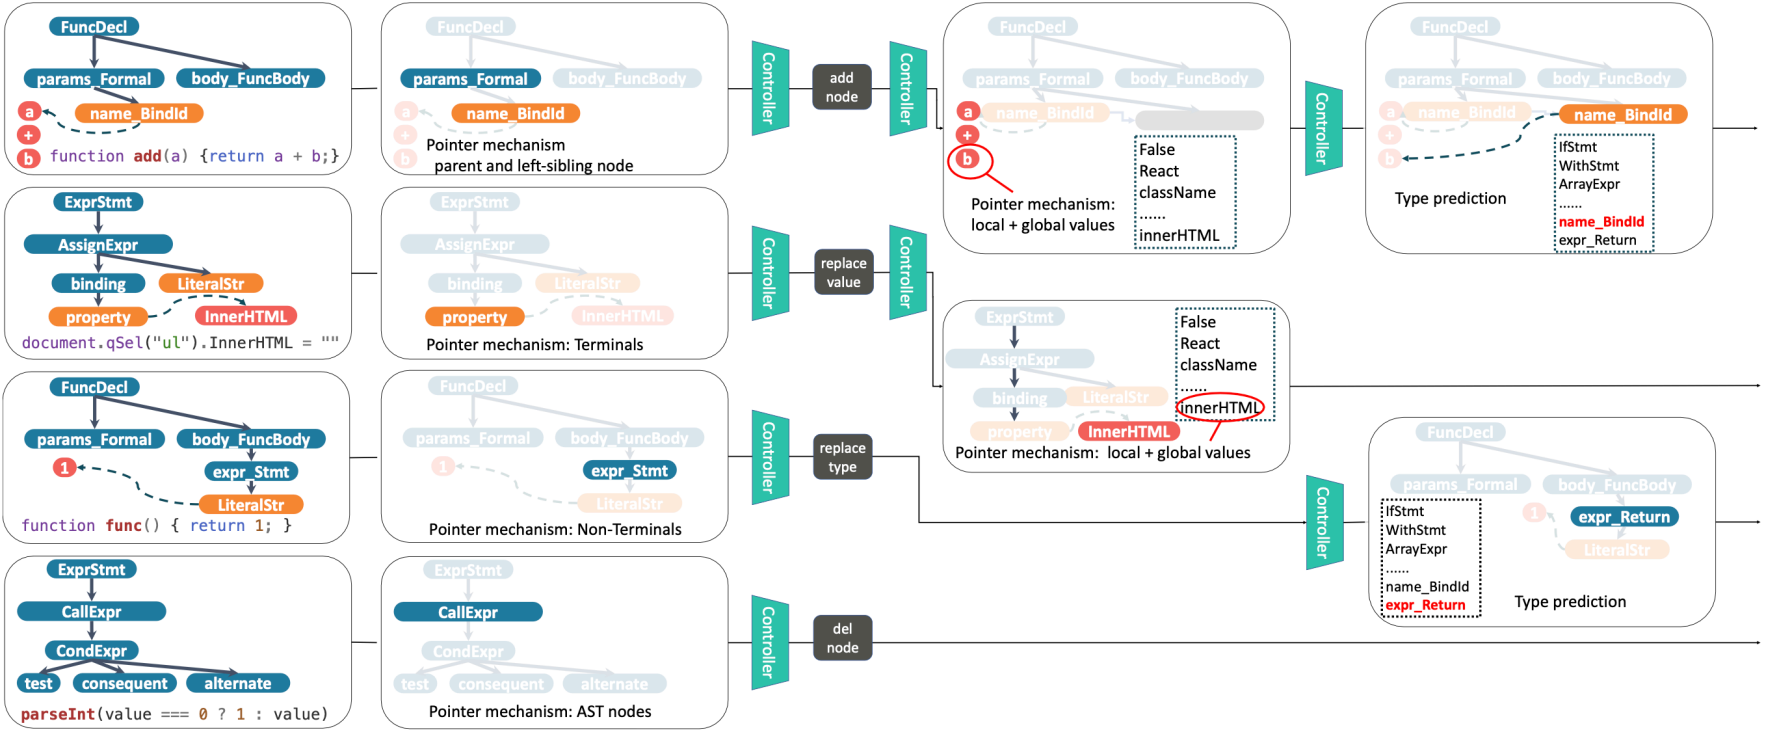 FuncDecl
params_Formal body_FuncBody
a name_BindId
+
b function add(a) {return a + b;}
FuncDecl
params_Formal body_FuncBody
a name_BindId
+
b
Pointer mechanism
parent and left-sibling node
Controller
add
node
Controller
FuncDecl
params_Formal body_FuncBody
a name_BindId
+
b
Pointer mechanism:
local + global values
False
React
className
......
innerHTML
Controller
FuncDecl
params_Formal body_FuncBody
a name_BindId name_BindId
+
b
Type prediction
IfStmt
WithStmt
ArrayExpr
......
name_BindId
expr_Return
ExprStmt
AssignExpr
binding LiteralStr
property InnerHTML
document.qSel("ul").InnerHTML = ""
ExprStmt
AssignExpr
binding LiteralStr
property InnerHTML
Pointer mechanism: Terminals
Controller
replace
value
Controller
ExprStmt
AssignExpr
binding LiteralStr
property InnerHTML
False
React
className
......
innerHTML
Pointer mechanism: local + global values
FuncDecl
params_Formal body_FuncBody
1 expr_Stmt
LiteralStr
function func() { return 1; }
FuncDecl
params_Formal body_FuncBody
1 expr_Stmt
LiteralStr
Pointer mechanism: Non-Terminals
Controller
replace
type
Controller
FuncDecl
params_Formal body_FuncBody
1 expr_Return
LiteralStr
IfStmt
WithStmt
ArrayExpr
......
name_BindId
expr_Return
Type prediction
ExprStmt
CallExpr
CondExpr
test consequent alternate
parseInt(value === 0 ? 1 : value)
ExprStmt
CallExpr
CondExpr
test consequent alternate
Pointer mechanism: AST nodes
Controller
del
node